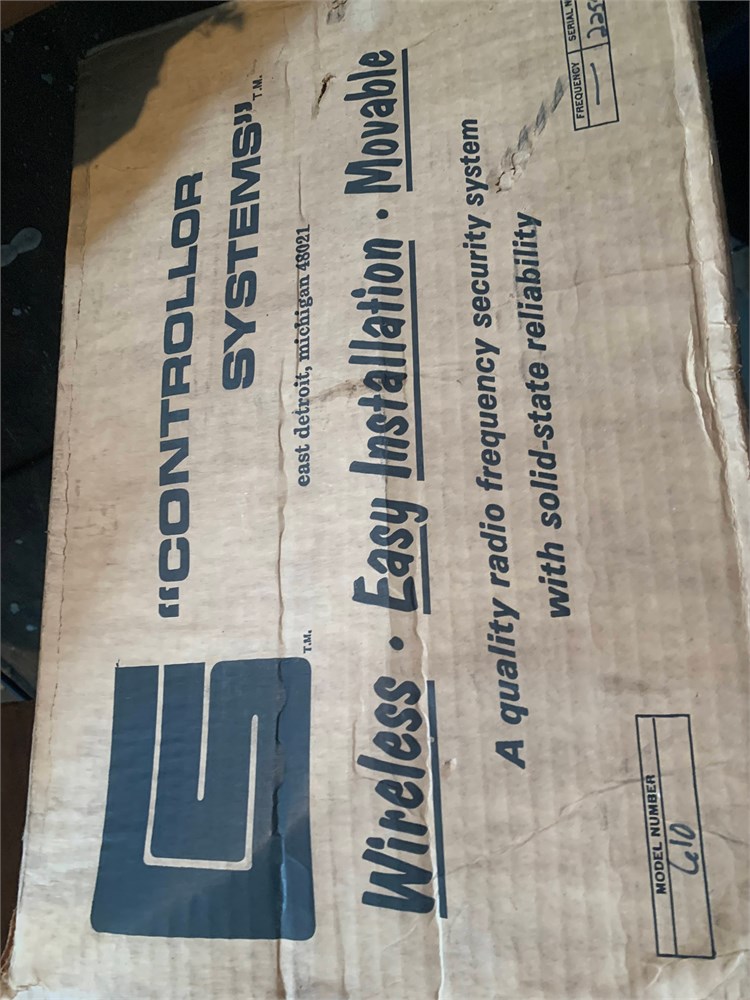 "CONTROLLOR
SYSTEMS" T.M.
east detroit, michigan 48021
T.M.
Wireless · Easy Installation · Movable
A quality radio frequency security system
with solid-state reliability
MODEL NUMBER
610
FREQUENCY
—
SERIAL